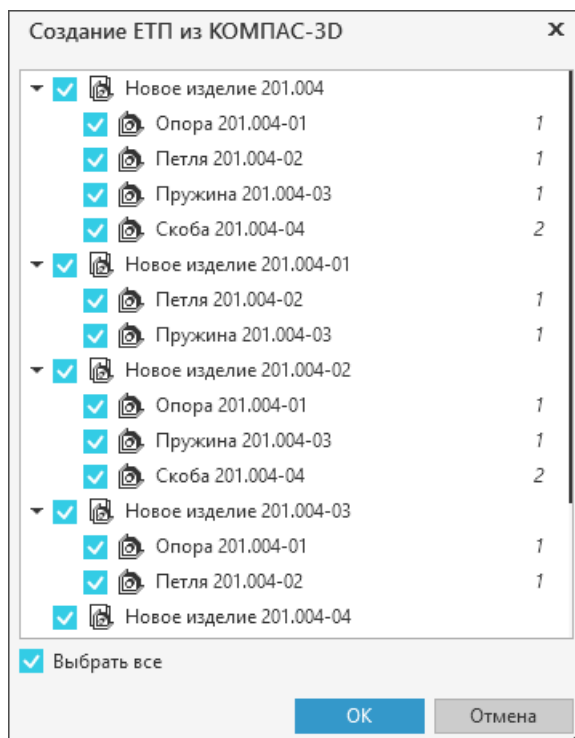 Создание ЕТП из КОМПАС-3D x
Новое изделие 201.004
Опора 201.004-01 1
Петля 201.004-02 1
Пружина 201.004-03 1
Скоба 201.004-04 2
Новое изделие 201.004-01
Петля 201.004-02 1
Пружина 201.004-03 1
Новое изделие 201.004-02
Опора 201.004-01 1
Пружина 201.004-03 1
Скоба 201.004-04 2
Новое изделие 201.004-03
Опора 201.004-01 1
Петля 201.004-02 1
Новое изделие 201.004-04
Выбрать все
ОК Отмена